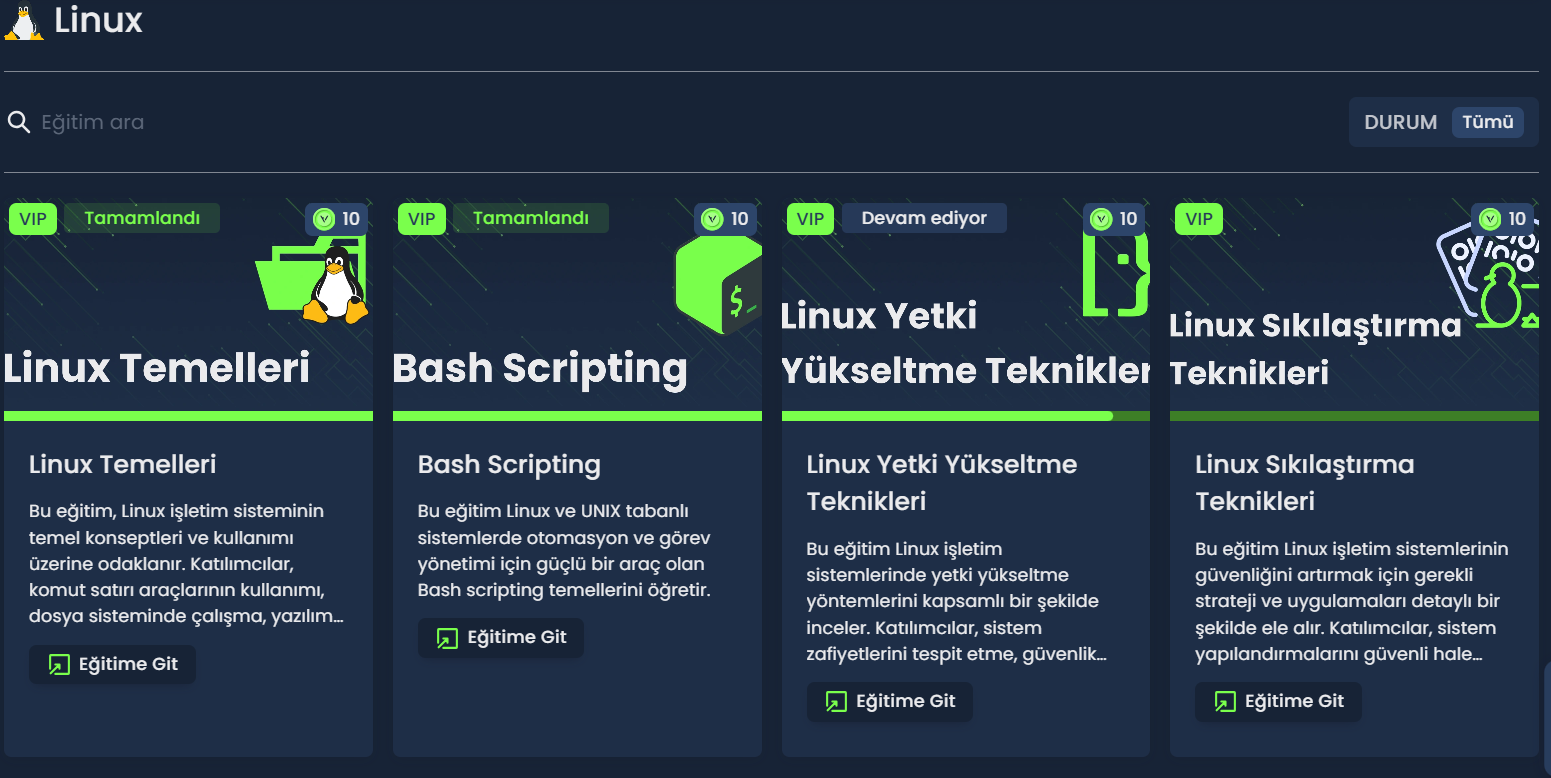 Linux
Eğitim ara
DURUM Tümü
VIP Tamamlandı 10
Linux Temelleri
Linux Temelleri
Bu eğitim, Linux işletim sisteminin
temel konseptleri ve kullanımı
üzerine odaklanır. Katılımcılar,
komut satırı araçlarının kullanımı,
dosya sisteminde çalışma, yazılım...
Eğitime Git
VIP Tamamlandı 10
$_
Bash Scripting
Bash Scripting
Bu eğitim Linux ve UNIX tabanlı
sistemlerde otomasyon ve görev
yönetimi için güçlü bir araç olan
Bash scripting temellerini öğretir.
Eğitime Git
VIP Devam ediyor 10
Linux Yetki
Yükseltme Teknikler
Linux Yetki Yükseltme
Teknikleri
Bu eğitim Linux işletim
sistemlerinde yetki yükseltme
yöntemlerini kapsamlı bir şekilde
inceler. Katılımcılar, sistem
zafiyetlerini tespit etme, güvenlik...
Eğitime Git
VIP 10
Linux Sıkılaştırma
Teknikleri
Linux Sıkılaştırma
Teknikleri
Bu eğitim Linux işletim sistemlerinin
güvenliğini artırmak için gerekli
strateji ve uygulamaları detaylı bir
şekilde ele alır. Katılımcılar, sistem
yapılandırmalarını güvenli hale...
Eğitime Git